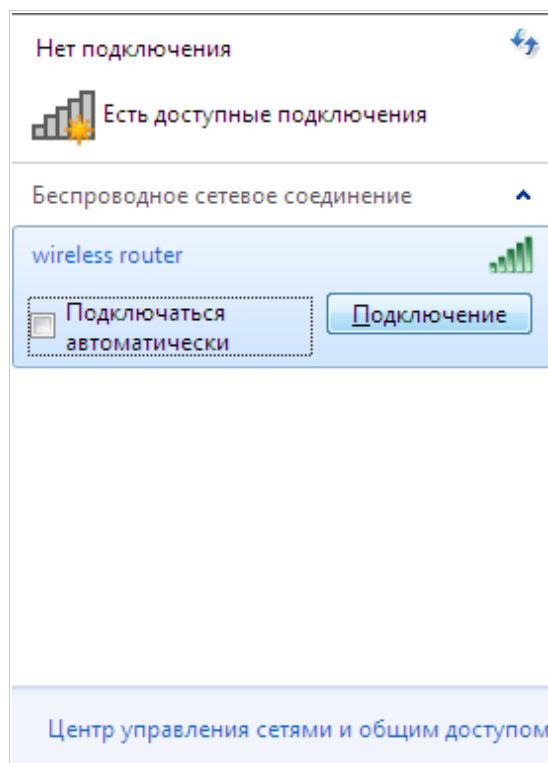 Нет подключения
Есть доступные подключения
Беспроводное сетевое соединение
wireless router
Подключаться
автоматически
Подключение
Центр управления сетями и общим доступом